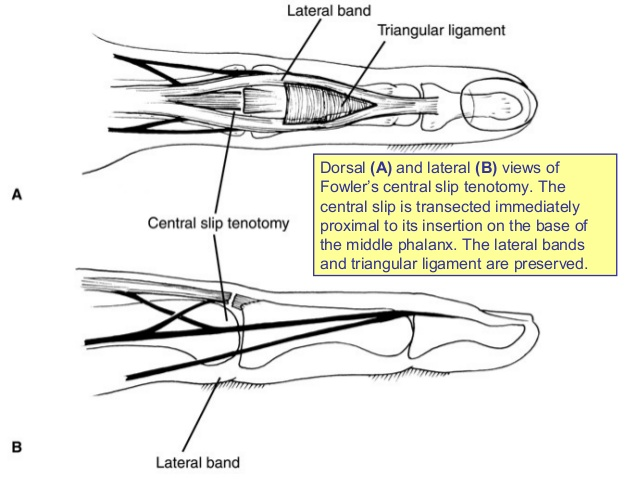 Lateral band
Triangular ligament
Dorsal (A) and lateral (B) views of
Fowler's central slip tenotomy. The
central slip is transected immediately
proximal to its insertion on the base of
the middle phalanx. The lateral bands
and triangular ligament are preserved.
A
Central slip tenotomy
B
Lateral band